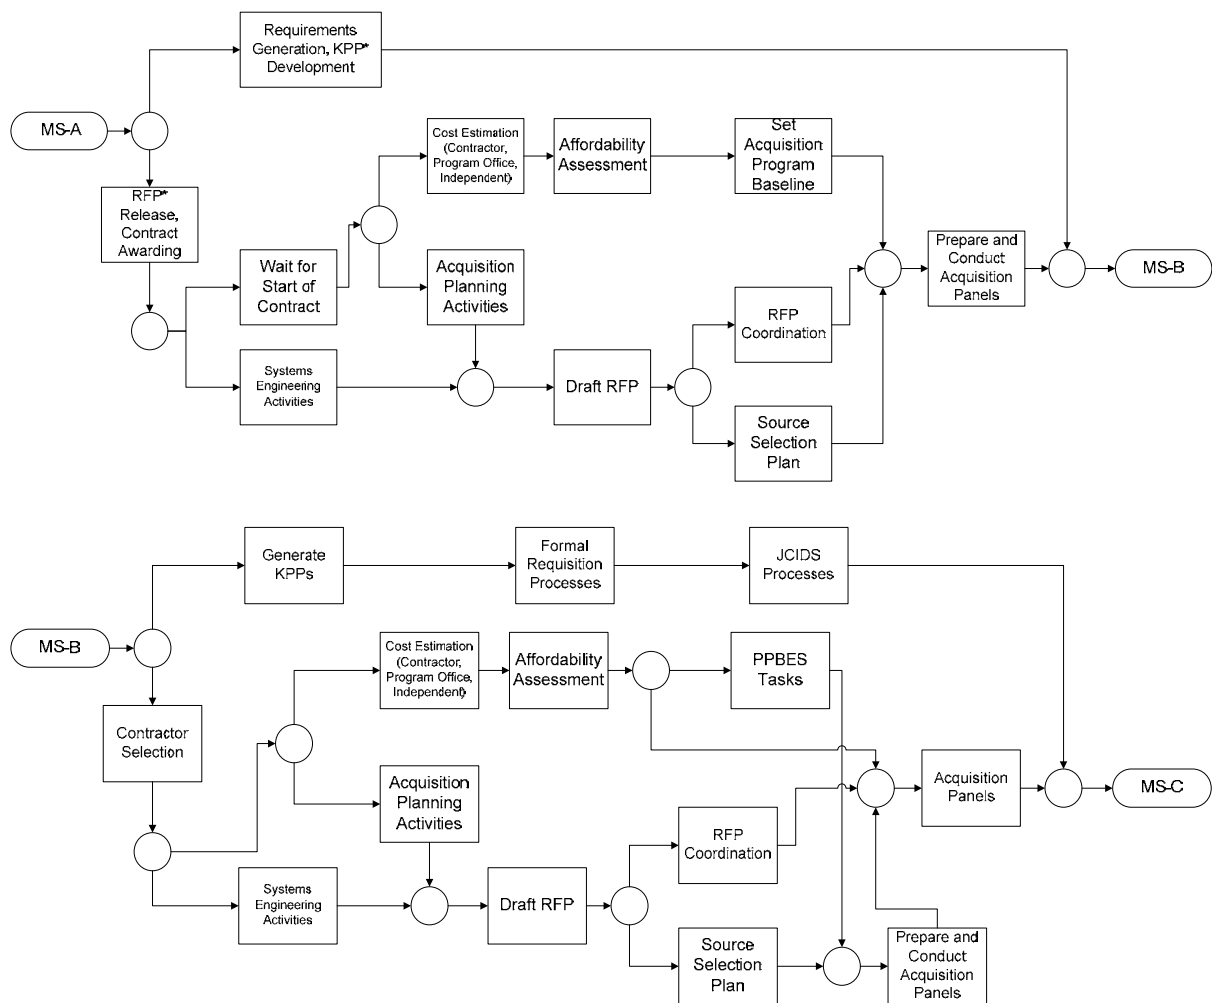 Requirements
Generation, KPP*
Development
MS-A
Cost Estimation
(Contractor,
Program Office,
Independent)
Affordability
Assessment
Set
Acquisition
Program
Baseline
RFP*
Release,
Contract
Awarding
Wait for
Start of
Contract
Acquisition
Planning
Activities
Prepare and
Conduct
Acquisition
Panels
MS-B
RFP
Coordination
Systems
Engineering
Activities
Draft RFP
Source
Selection
Plan
Generate
KPPs
Formal
Requisition
Processes
JCIDS
Processes
MS-B
Cost Estimation
(Contractor,
Program Office,
Independent)
Affordability
Assessment
PPBES
Tasks
Contractor
Selection
Acquisition
Planning
Activities
Acquisition
Panels
MS-C
RFP
Coordination
Systems
Engineering
Activities
Draft RFP
Source
Selection
Plan
Prepare and
Conduct
Acquisition
Panels